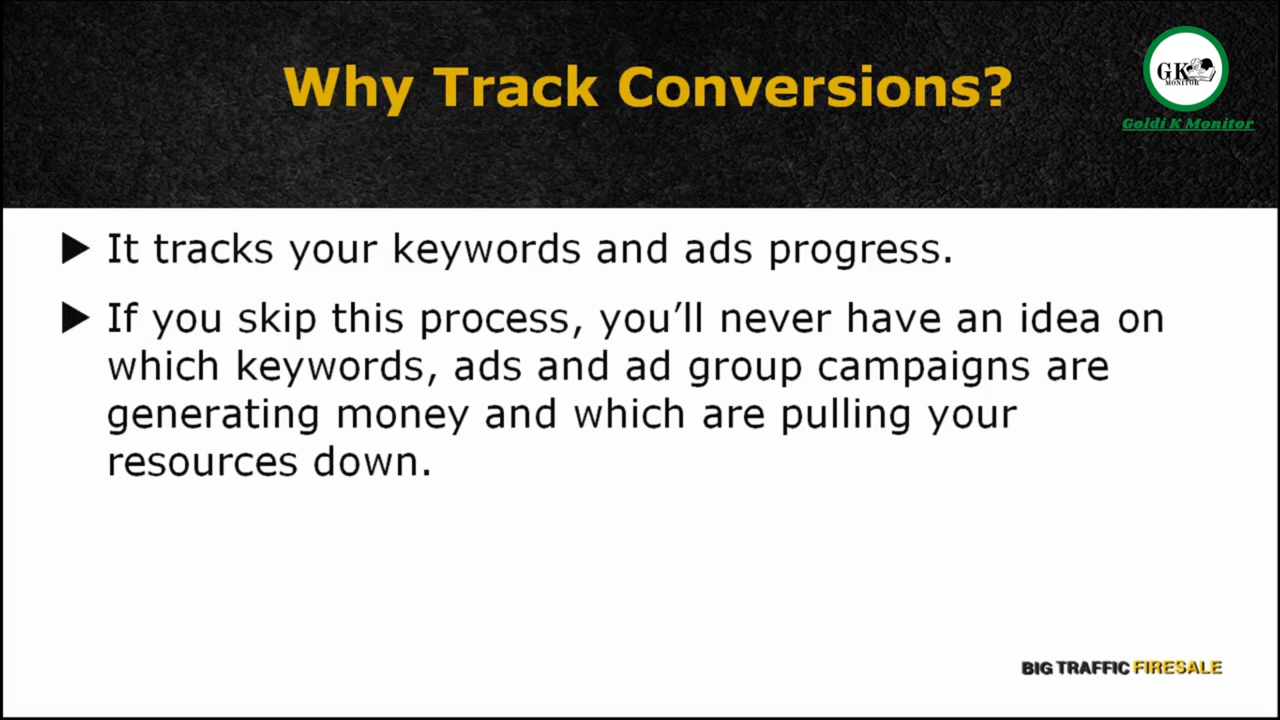 Why Track Conversions?
GK
MONITOR
Goldi K Monitor
▶ It tracks your keywords and ads progress.
▶ If you skip this process, you’ll never have an idea on
which keywords, ads and ad group campaigns are
generating money and which are pulling your
resources down.
BIG TRAFFIC FIRESALE